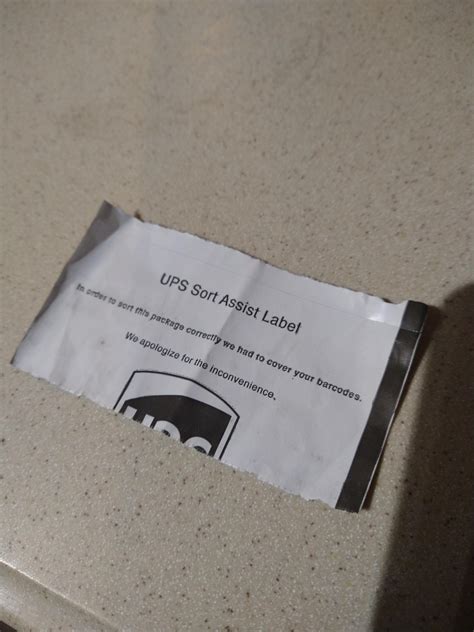 UPS Sort Assist Label
In order to sort this package correctly we had to cover your barcodes.
We apologize for the inconvenience.
ups